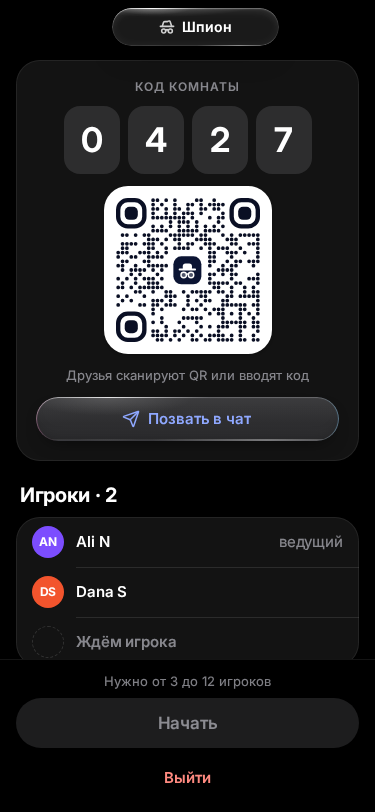 Шпион
КОД КОМНАТЫ
0 4 2 7
Друзья сканируют QR или вводят код
Позвать в чат
Игроки · 2
AN Ali N ведущий
DS Dana S
Ждём игрока
Нужно от 3 до 12 игроков
Начать
Выйти